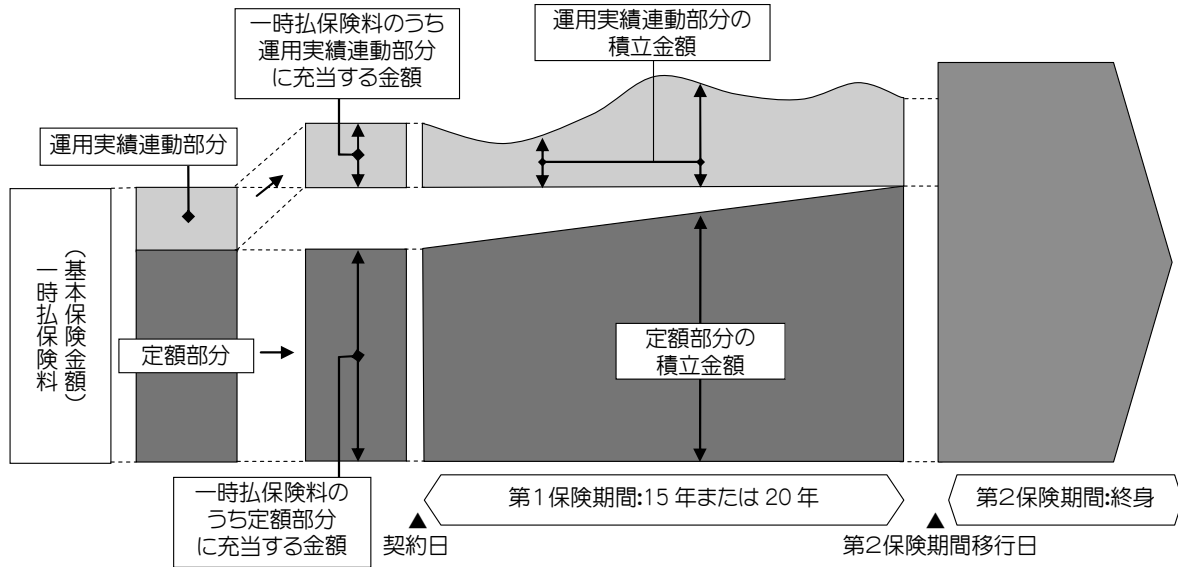 一時払保険料のうち
運用実績連動部分
に充当する金額
運用実績連動部分の
積立金額
運用実績連動部分
一時払保険料
(基本保険金額)
定額部分
定額部分の
積立金額
一時払保険料の
うち定額部分
に充当する金額
第1保険期間:15年または20年
第2保険期間:終身
▲
契約日
▲
第2保険期間移行日